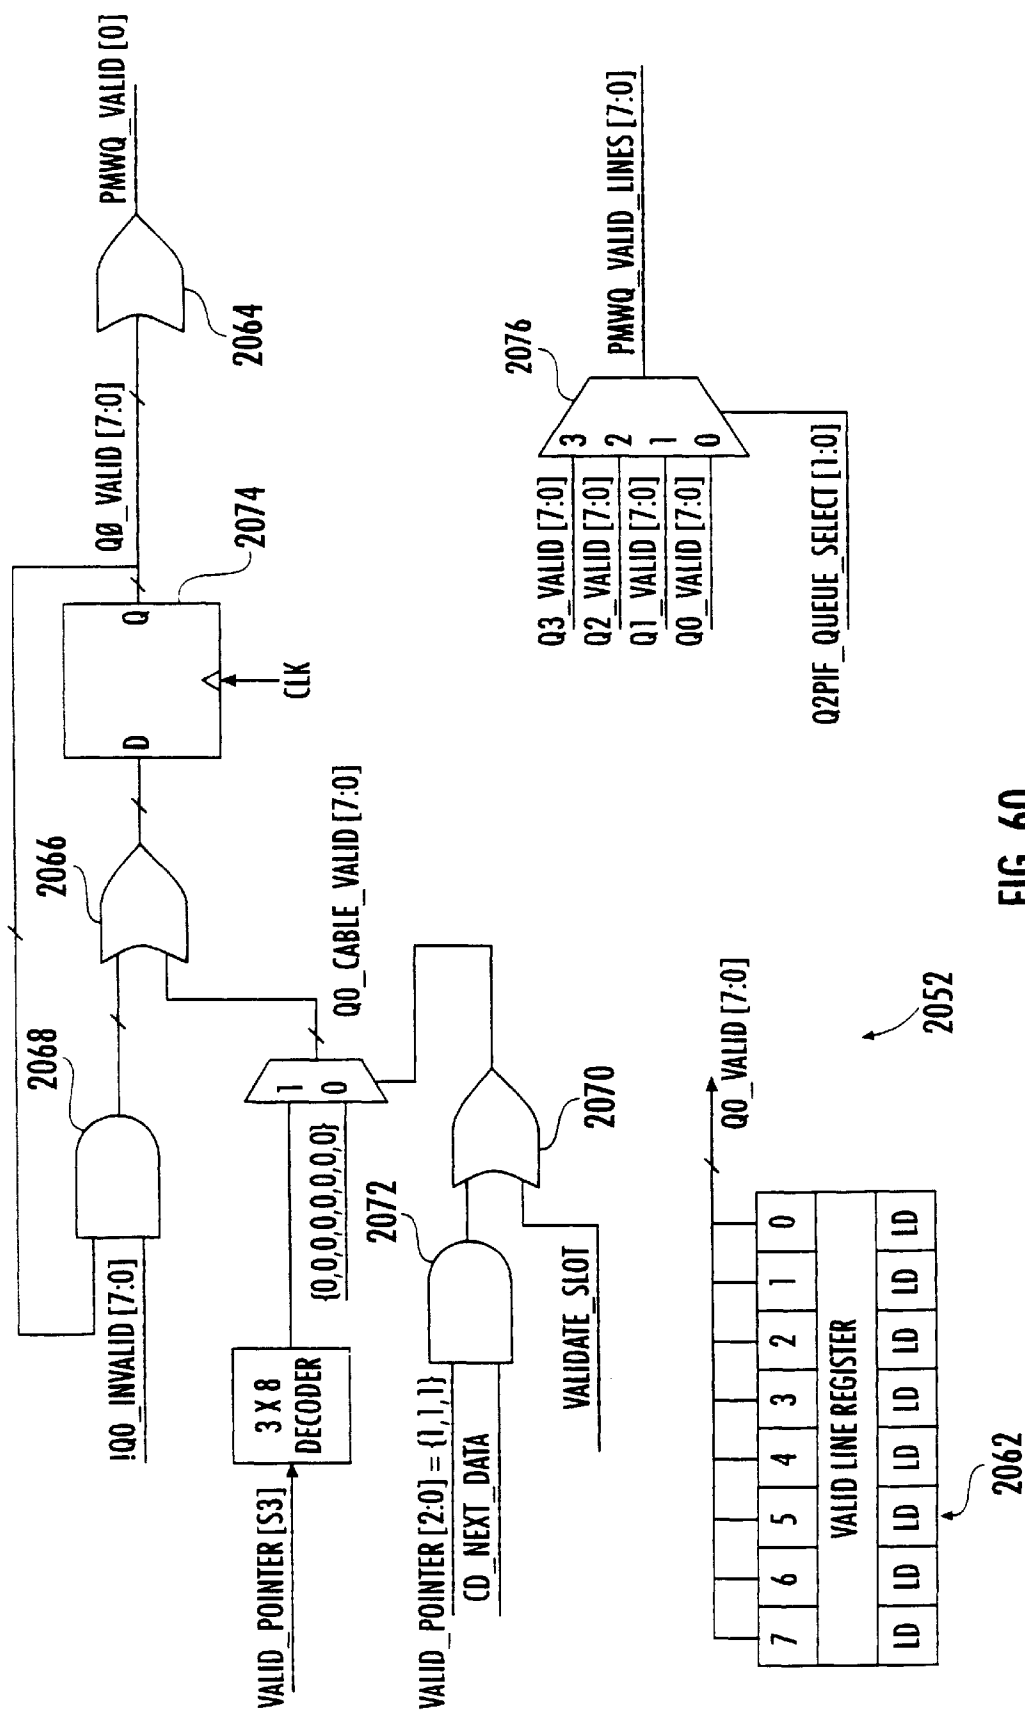 !Q0_INVALID [7:0]
2068
2066
Q0_VALID [7:0]
PMWQ_VALID [0]
2064
D
Q
2074
CLK
VALID_POINTER [S3]
3 X 8
DECODER
{0,0,0,0,0,0,0,0}
1
0
Q0_CABLE_VALID [7:0]
VALID_POINTER [2:0] = {1,1,1}
CD_NEXT_DATA
2072
VALIDATE_SLOT
2070
Q3_VALID [7:0]
Q2_VALID [7:0]
Q1_VALID [7:0]
Q0_VALID [7:0]
3
2
1
0
2076
PMWQ_VALID_LINES [7:0]
Q2PIF_QUEUE_SELECT [1:0]
Q0_VALID [7:0]
7 6 5 4 3 2 1 0
VALID LINE REGISTER
LD LD LD LD LD LD LD LD
2062
2052
FIG. 60